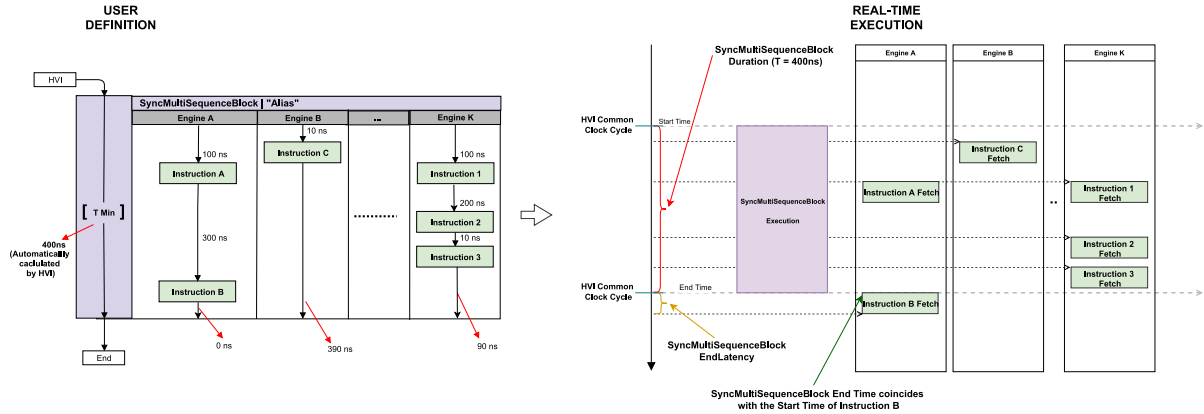 USER
DEFINITION
HVI
SyncMultiSequenceBlock | "Alias"
Engine A
Engine B
...
Engine K
10 ns
Instruction C
100 ns
Instruction A
100 ns
Instruction 1
200 ns
Instruction 2
10 ns
Instruction 3
[ T Min ]
300 ns
400ns
(Automatically
caclulated
by HVI)
Instruction B
0 ns
390 ns
90 ns
End
REAL-TIME
EXECUTION
SyncMultiSequenceBlock
Duration (T = 400ns)
Engine A
Engine B
Engine K
HVI Common
Clock Cycle
Start Time
Instruction C
Fetch
Instruction A Fetch
Instruction 1
Fetch
SyncMultiSequenceBlock
Execution
..
Instruction 2
Fetch
Instruction 3
Fetch
HVI Common
Clock Cycle
End Time
Instruction B Fetch
SyncMultiSequenceBlock
EndLatency
SyncMultiSequenceBlock End Time coincides
with the Start Time of Instruction B